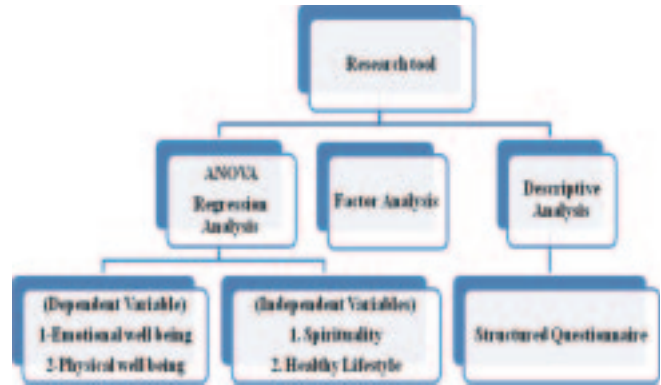 Research tool
ANOVA
Regression
Analysis
Factor Analysis
Descriptive
Analysis
(Dependent Variable)
1-Emotional well being
2-Physical well being
(Independent Variables)
1. Spirituality
2. Healthy Lifestyle
Structured Questionnaire